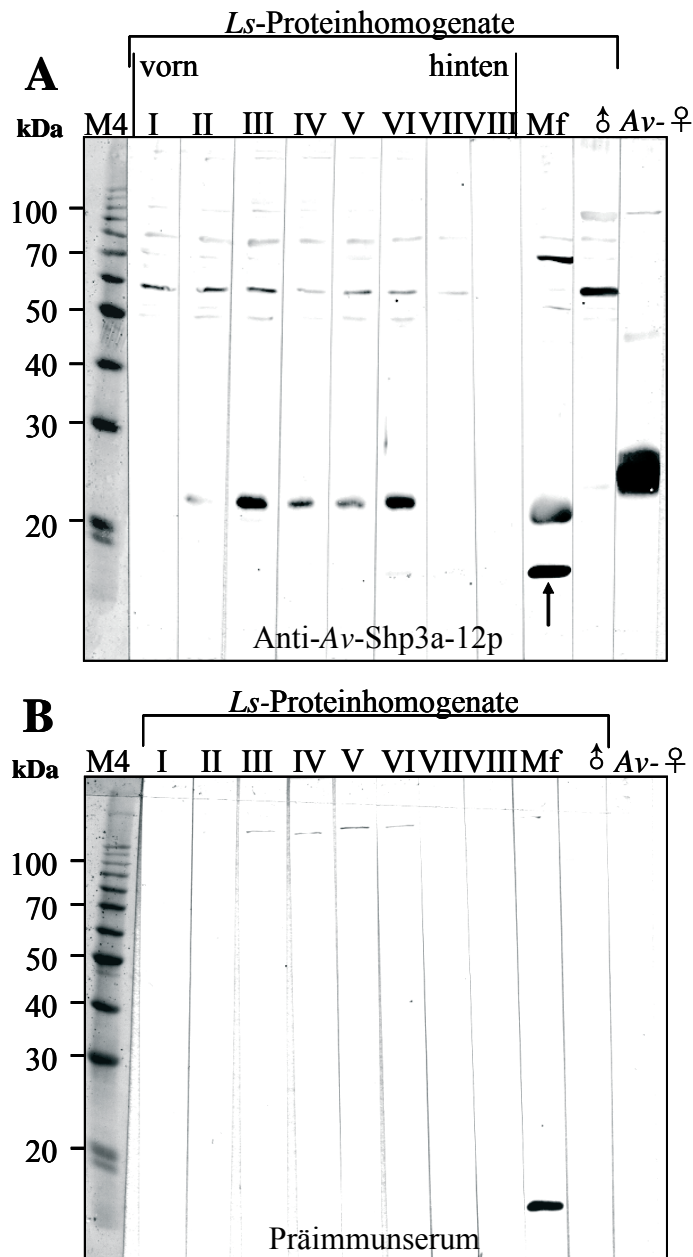 Ls-Proteinhomogenate
A
vorn hinten
kDa M4 I II III IV V VI VII VIII Mf ♂ Av-♀
100
70
50
40
30
20
Anti-Av-Shp3a-12p
B
Ls-Proteinhomogenate
kDa M4 I II III IV V VI VII VIII Mf ♂ Av-♀
100
70
50
40
30
20
Präimmunserum